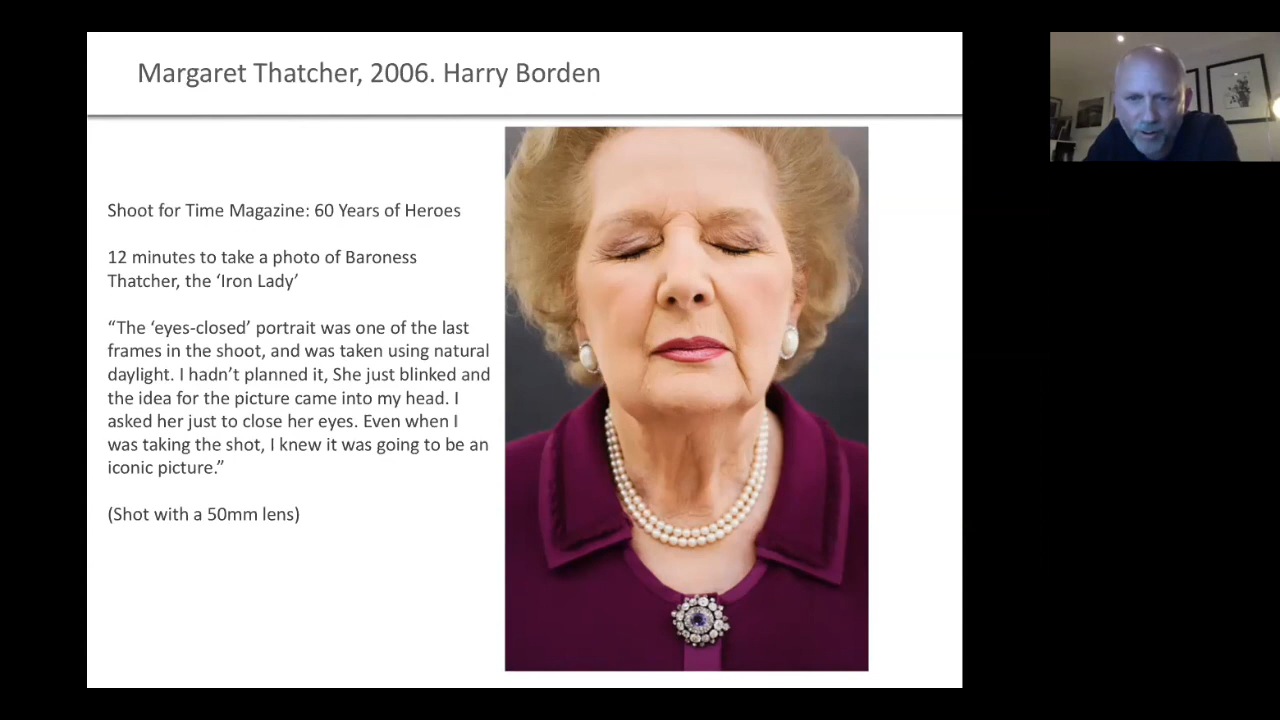 Margaret Thatcher, 2006. Harry Borden
Shoot for Time Magazine: 60 Years of Heroes
12 minutes to take a photo of Baroness
Thatcher, the ‘Iron Lady’
“The ‘eyes-closed’ portrait was one of the last
frames in the shoot, and was taken using natural
daylight. I hadn’t planned it, She just blinked and
the idea for the picture came into my head. I
asked her just to close her eyes. Even when I
was taking the shot, I knew it was going to be an
iconic picture.”
(Shot with a 50mm lens)